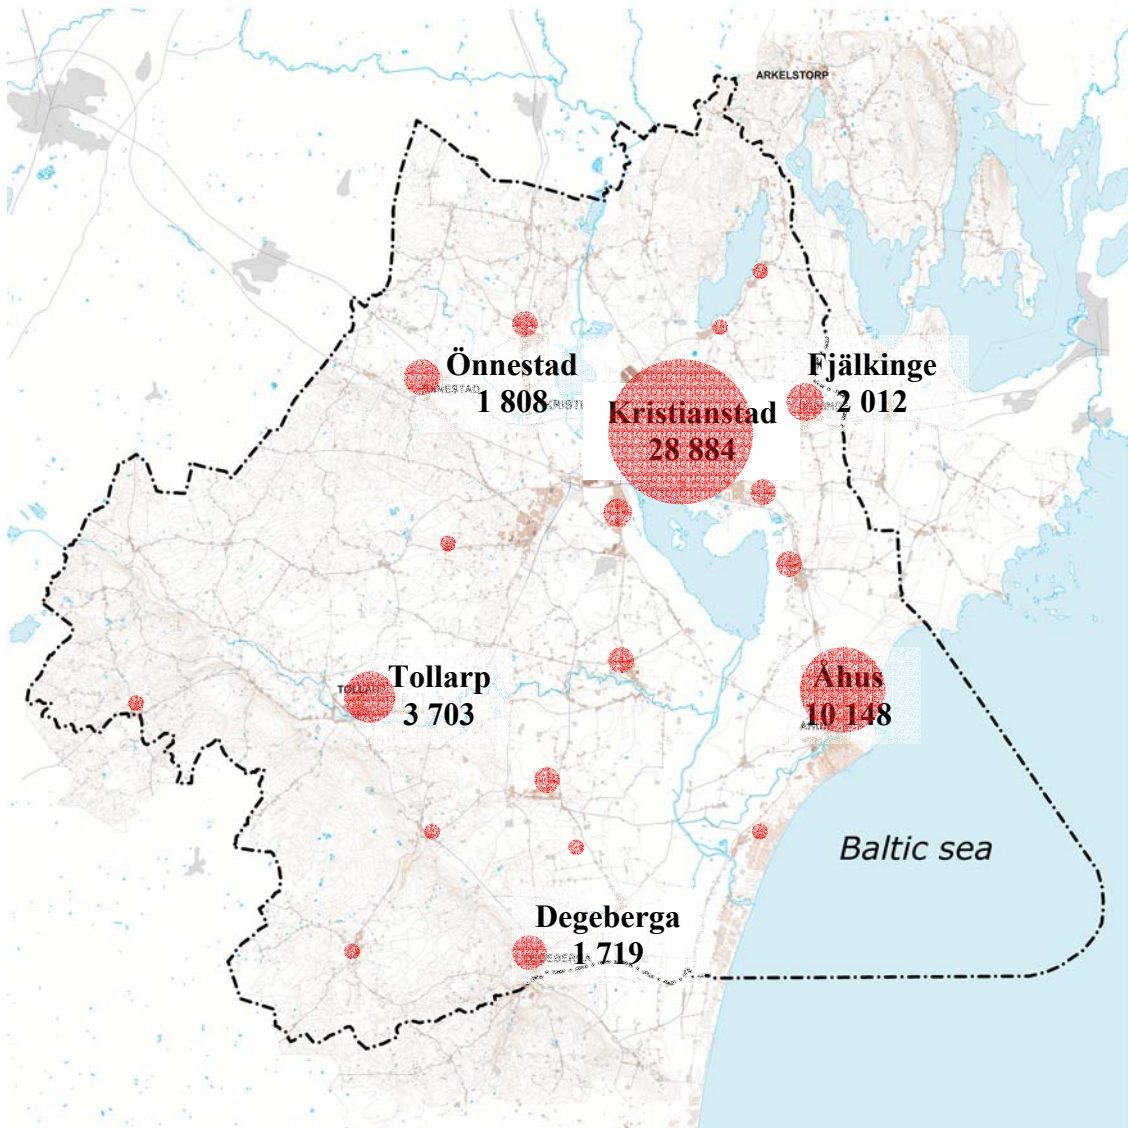 ARKELSTORP
Önnestad
1 808
Fjälkinge
2 012
Kristianstad
28 884
Tollarp
3 703
Åhus
10 148
Baltic sea
Degeberga
1 719